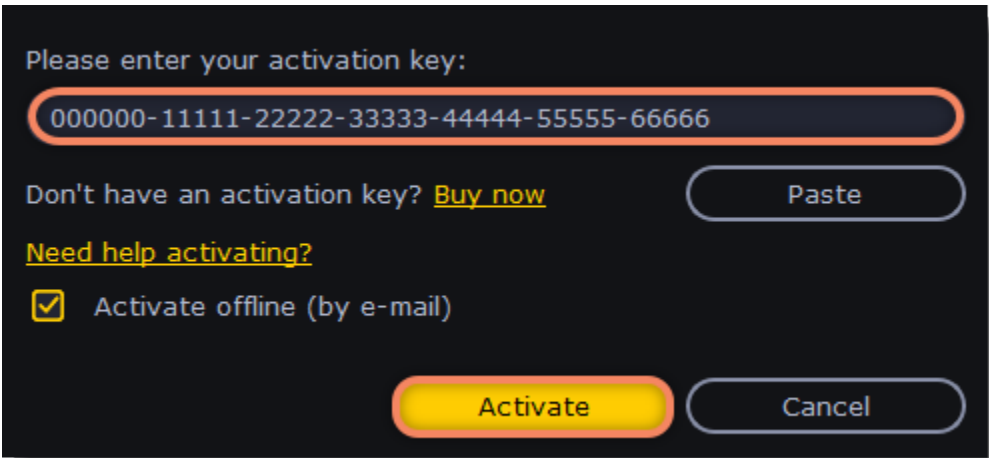 Please enter your activation key:
000000-11111-22222-33333-44444-55555-66666
Don't have an activation key? Buy now
Paste
Need help activating?
Activate offline (by e-mail)
Activate
Cancel